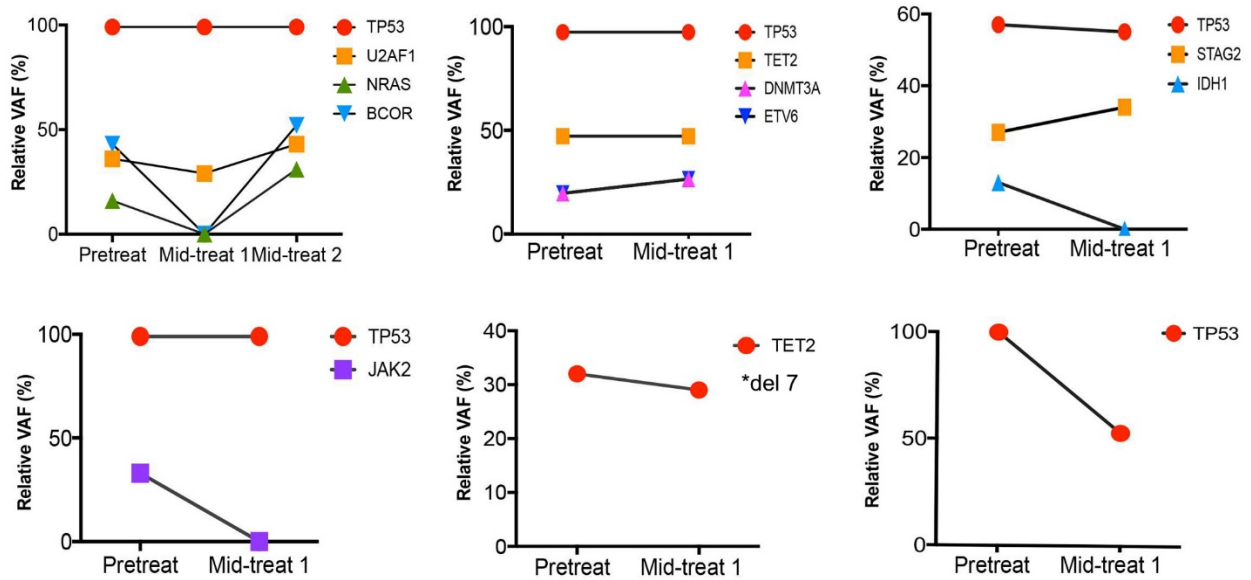 Relative VAF (%)
100
50
0
Pretreat Mid-treat 1 Mid-treat 2
TP53
U2AF1
NRAS
BCOR
Relative VAF (%)
100
50
0
Pretreat Mid-treat 1
TP53
TET2
DNMT3A
ETV6
Relative VAF (%)
60
40
20
0
Pretreat Mid-treat 1
TP53
STAG2
IDH1
Relative VAF (%)
100
50
0
Pretreat Mid-treat 1
TP53
JAK2
Relative VAF (%)
40
30
20
10
0
Pretreat Mid-treat 1
TET2
*del 7
Relative VAF (%)
100
50
0
Pretreat Mid-treat 1
TP53